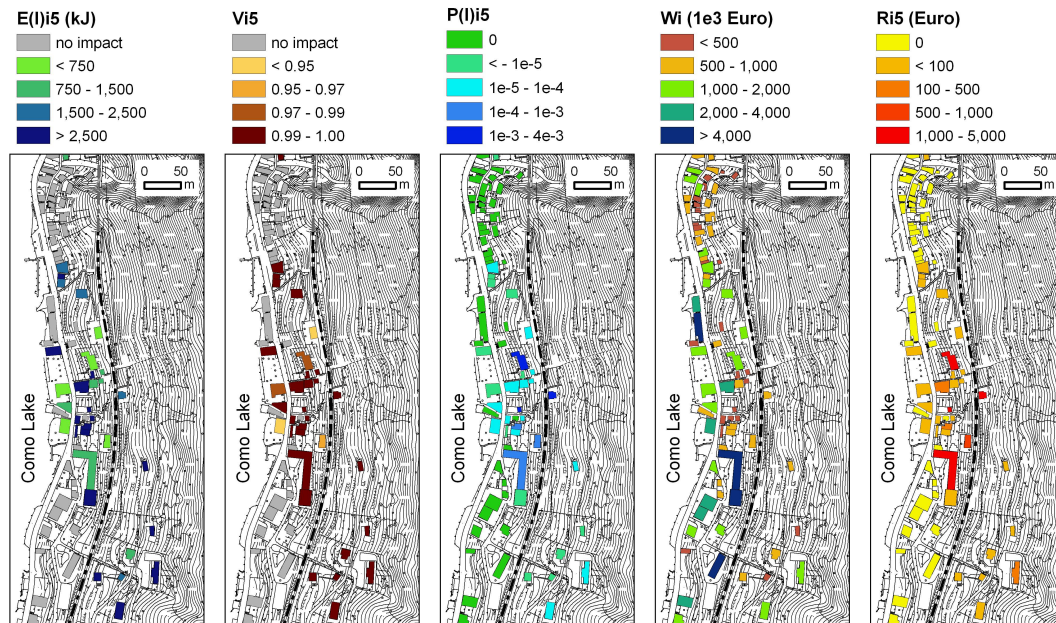 E(I)i5 (kJ)
no impact
< 750
750 - 1,500
1,500 - 2,500
> 2,500
0 50
m
Como Lake
Vi5
no impact
< 0.95
0.95 - 0.97
0.97 - 0.99
0.99 - 1.00
0 50
m
Como Lake
P(I)i5
0
< - 1e-5
1e-5 - 1e-4
1e-4 - 1e-3
1e-3 - 4e-3
0 50
m
Como Lake
Wi (1e3 Euro)
< 500
500 - 1,000
1,000 - 2,000
2,000 - 4,000
> 4,000
0 50
m
Como Lake
Ri5 (Euro)
0
< 100
100 - 500
500 - 1,000
1,000 - 5,000
0 50
m
Como Lake